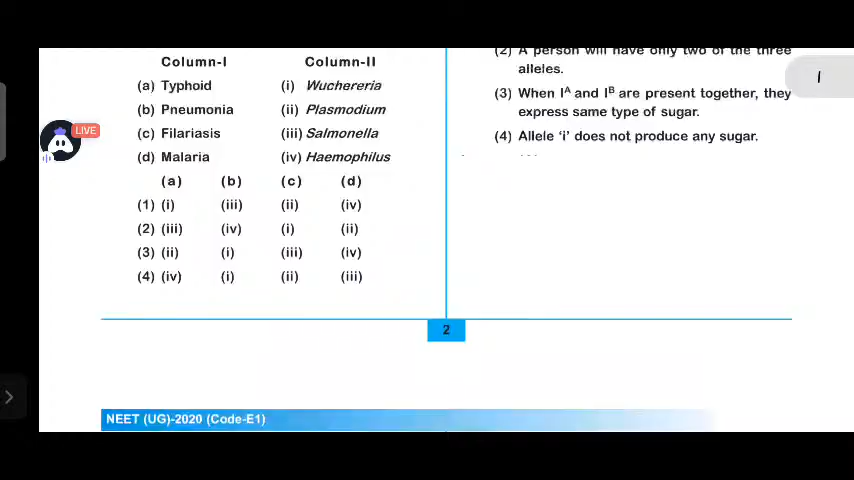 Column-I Column-II
(a) Typhoid (i) Wuchereria
(b) Pneumonia (ii) Plasmodium
(c) Filariasis (iii) Salmonella
(d) Malaria (iv) Haemophilus
(a) (b) (c) (d)
(1) (i) (iii) (ii) (iv)
(2) (iii) (iv) (i) (ii)
(3) (ii) (i) (iii) (iv)
(4) (iv) (i) (ii) (iii)
(2) A person will have only two of the three
alleles.
(3) When Iᴬ and Iᴮ are present together, they
express same type of sugar.
(4) Allele ‘i’ does not produce any sugar.
2
NEET (UG)-2020 (Code-E1)
LIVE